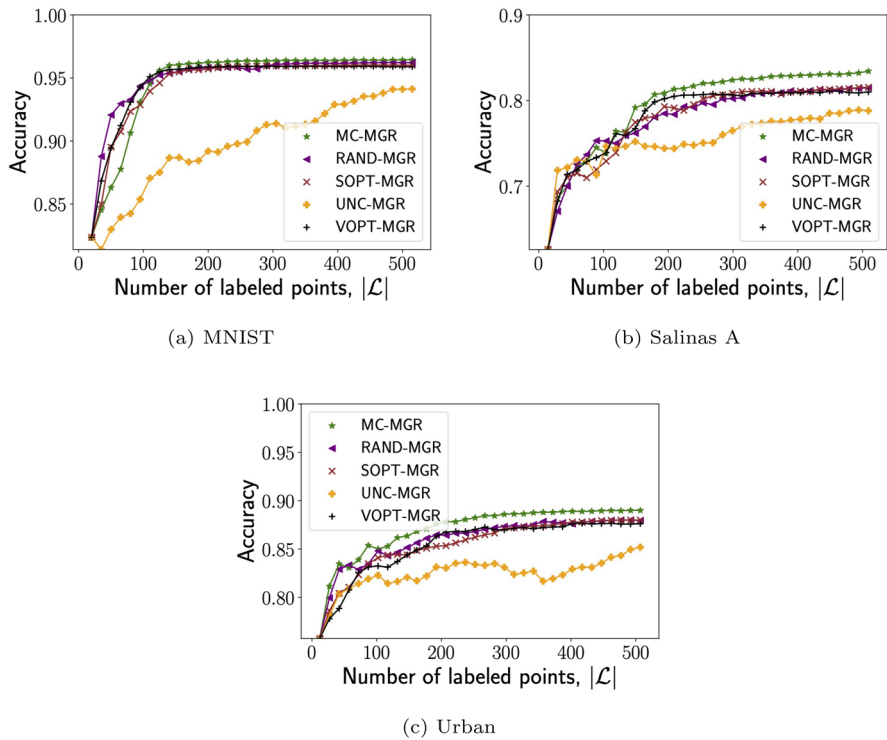 1.00
0.95
0.90
0.85
Accuracy
MC-MGR
RAND-MGR
SOPT-MGR
UNC-MGR
VOPT-MGR
0 100 200 300 400 500
Number of labeled points, |ℒ|
(a) MNIST
0.9
0.8
0.7
Accuracy
MC-MGR
RAND-MGR
SOPT-MGR
UNC-MGR
VOPT-MGR
0 100 200 300 400 500
Number of labeled points, |ℒ|
(b) Salinas A
1.00
0.95
0.90
0.85
0.80
Accuracy
MC-MGR
RAND-MGR
SOPT-MGR
UNC-MGR
VOPT-MGR
0 100 200 300 400 500
Number of labeled points, |ℒ|
(c) Urban